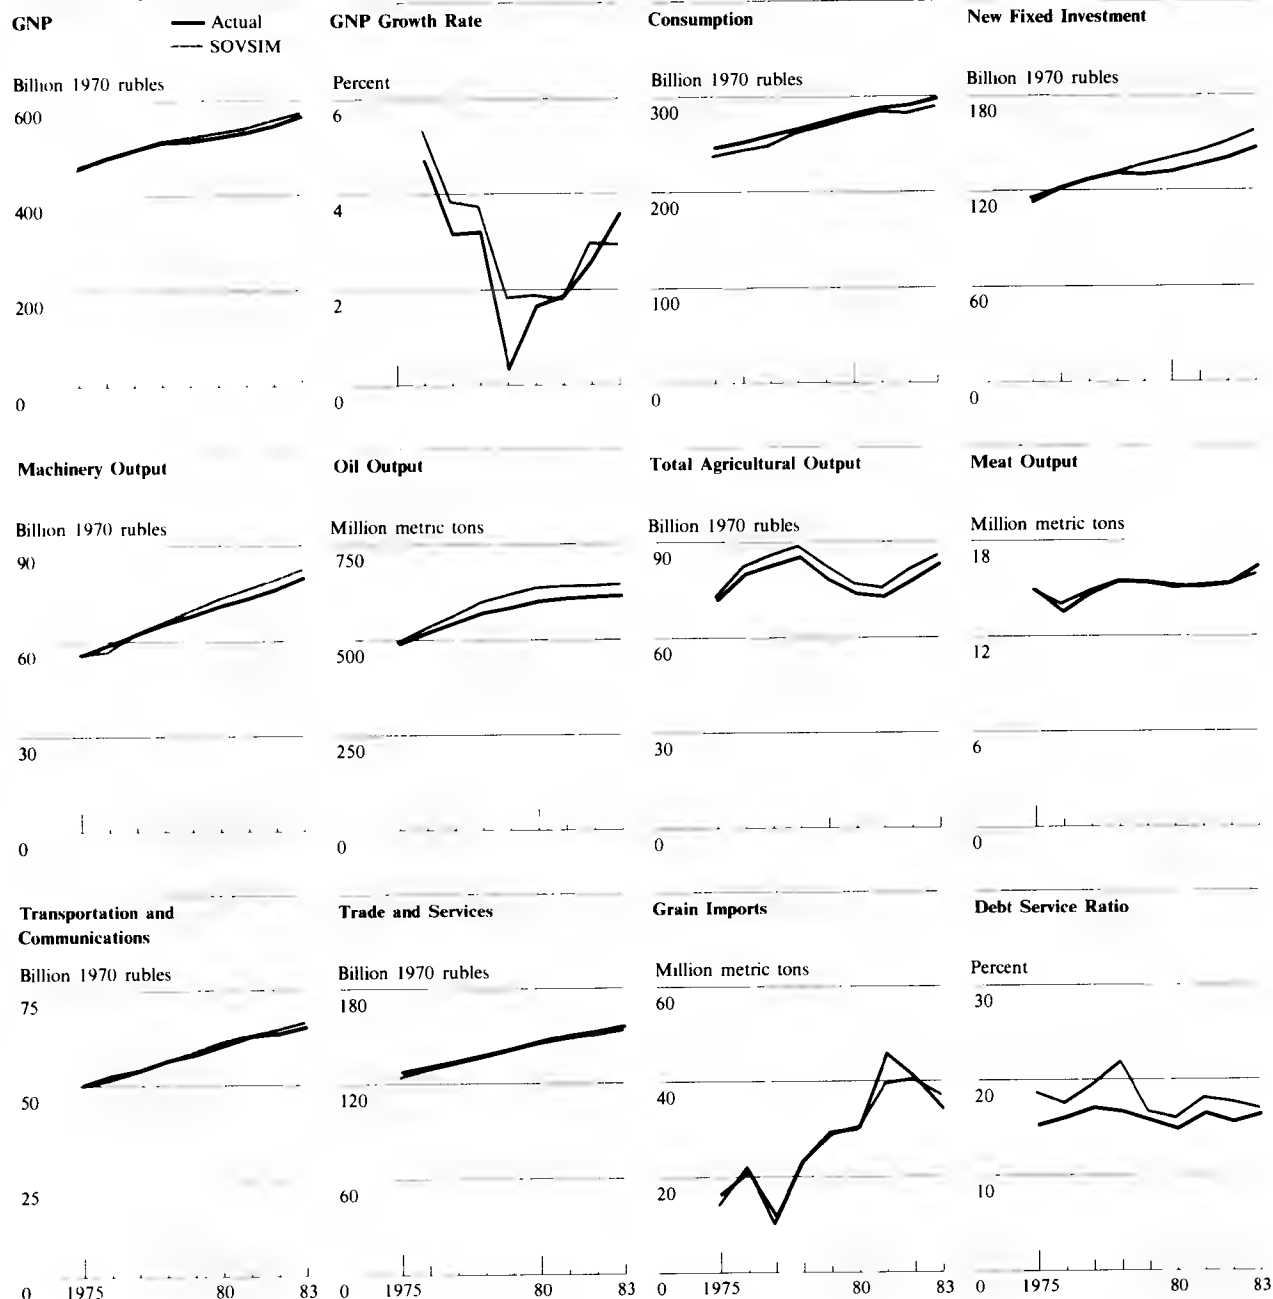 GNP
Actual
SOVSIM
Billion 1970 rubles
600
400
200
0
GNP Growth Rate
Percent
6
4
2
0
Consumption
Billion 1970 rubles
300
200
100
0
New Fixed Investment
Billion 1970 rubles
180
120
60
0
Machinery Output
Billion 1970 rubles
90
60
30
0
Oil Output
Million metric tons
750
500
250
0
Total Agricultural Output
Billion 1970 rubles
90
60
30
0
Meat Output
Million metric tons
18
12
6
0
Transportation and
Communications
Billion 1970 rubles
75
50
25
0
1975 80 83
Trade and Services
Billion 1970 rubles
180
120
60
0
1975 80 83
Grain Imports
Million metric tons
60
40
20
0
1975 80 83
Debt Service Ratio
Percent
30
20
10
0
1975 80 83